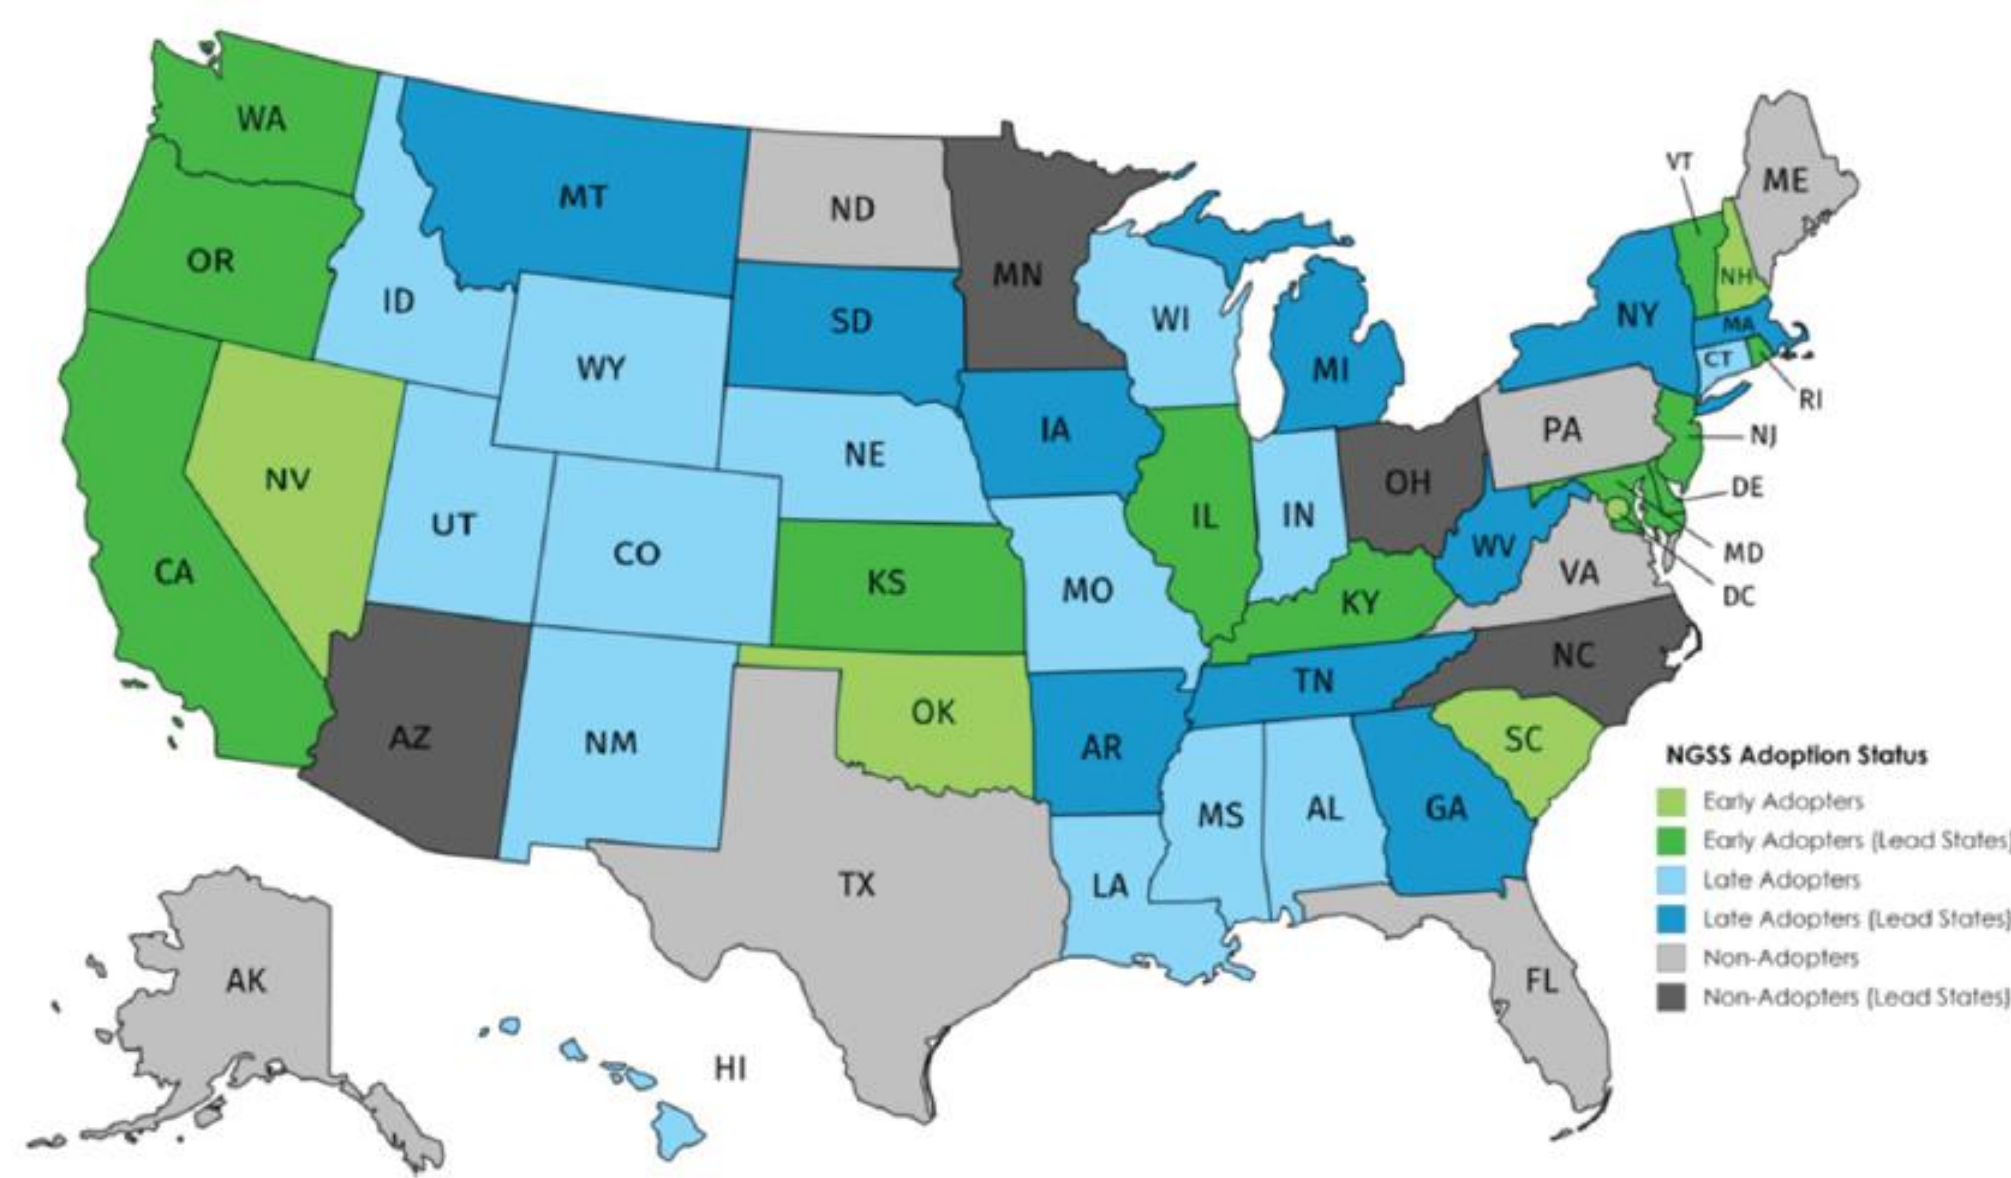 WA
MT
ND
MN
VT
ME
OR
ID
SD
WI
NH
NY
MA
CT
RI
WY
MI
IA
PA
NJ
NE
NV
UT
CO
IL
IN
OH
DE
WV
MD
VA
DC
CA
KS
MO
KY
NC
TN
AZ
NM
OK
AR
SC
MS
AL
GA
TX
LA
AK
FL
HI
NGSS Adoption Status
Early Adopters
Early Adopters (Lead States)
Late Adopters
Late Adopters (Lead States)
Non-Adopters
Non-Adopters (Lead States)